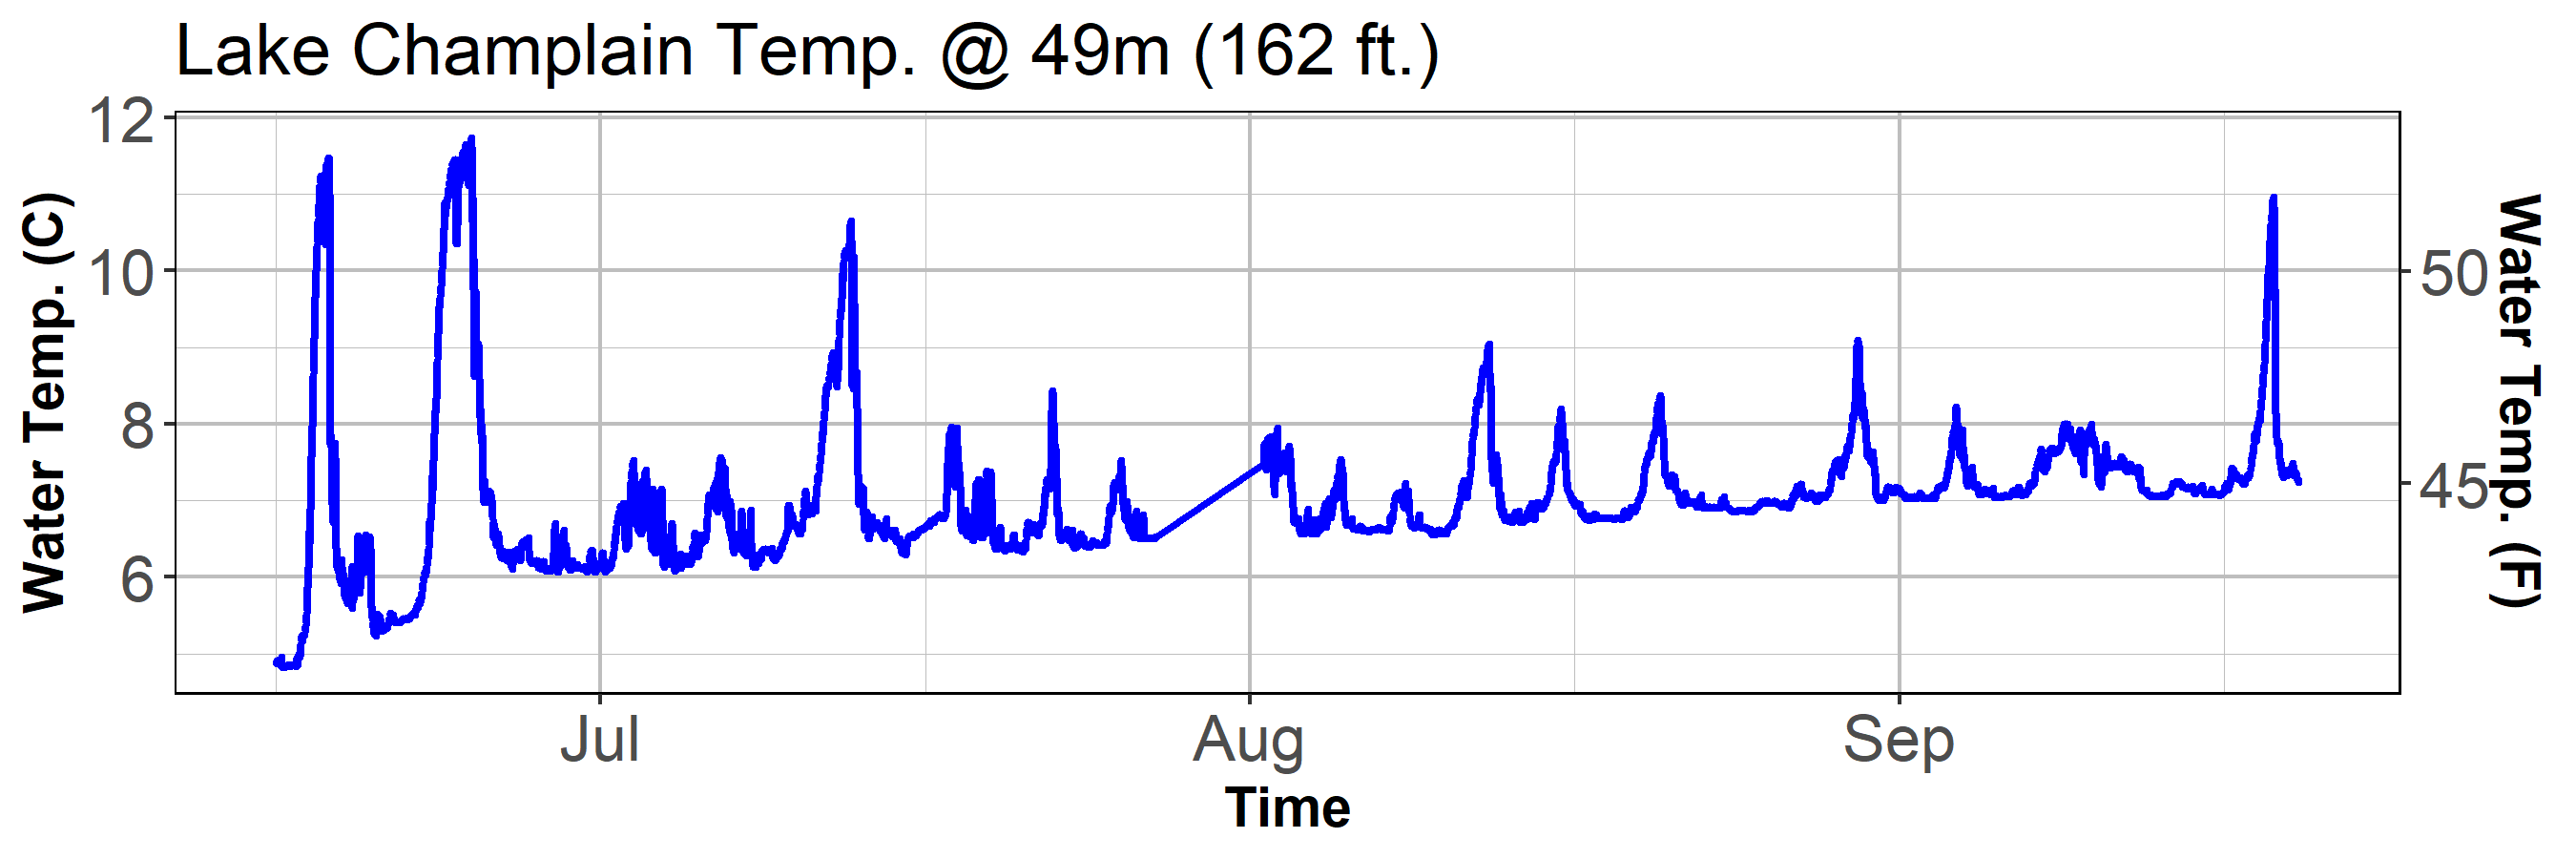 Lake Champlain Temp. @ 49m (162 ft.)
Water Temp. (C)
12
10
8
6
50
45
Water Temp. (F)
Jul
Aug
Sep
Time